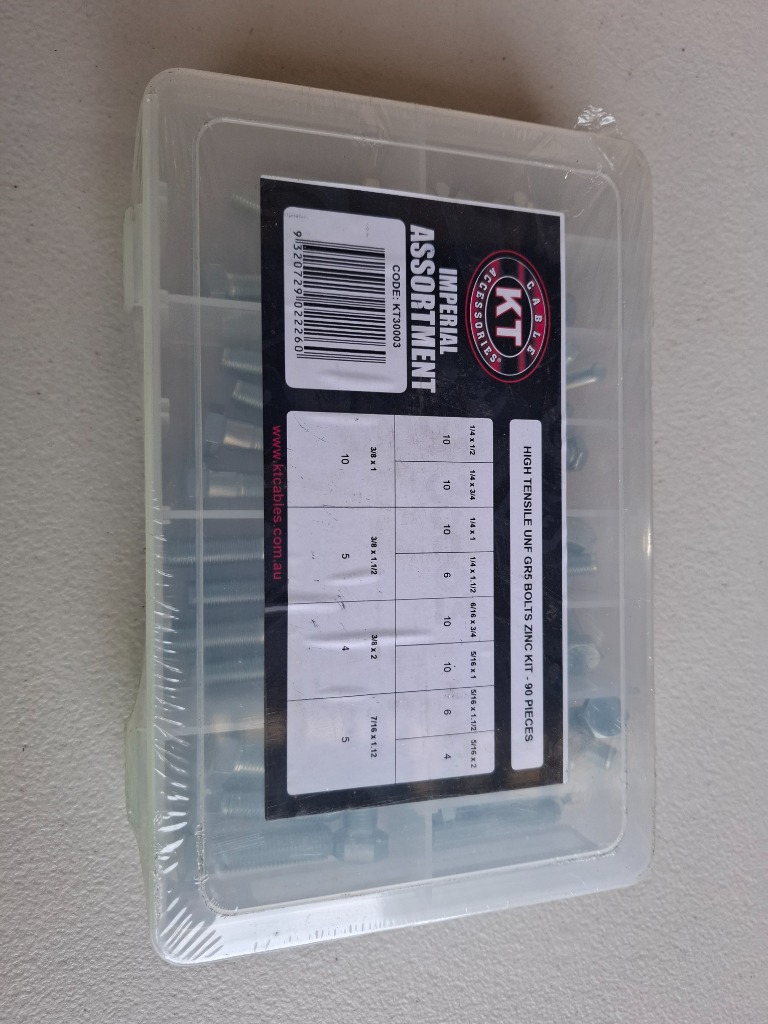 CABLE
KT
ACCESSORIES®
IMPERIAL
ASSORTMENT
CODE: KT30003
9 320729 022260
HIGH TENSILE UNF GR5 BOLTS ZINC KIT - 90 PIECES
1/4 x 1/2 1/4 x 3/4 1/4 x 1 1/4 x 1.1/2 6/16 x 3/4 5/16 x 1 5/16 x 1.1/2 5/16 x 2
10 10 10 6 10 10 6 4
3/8 x 1 3/8 x 1.1/2 3/8 x 2 7/16 x 1.12
10 5 4 5
www.ktcables.com.au